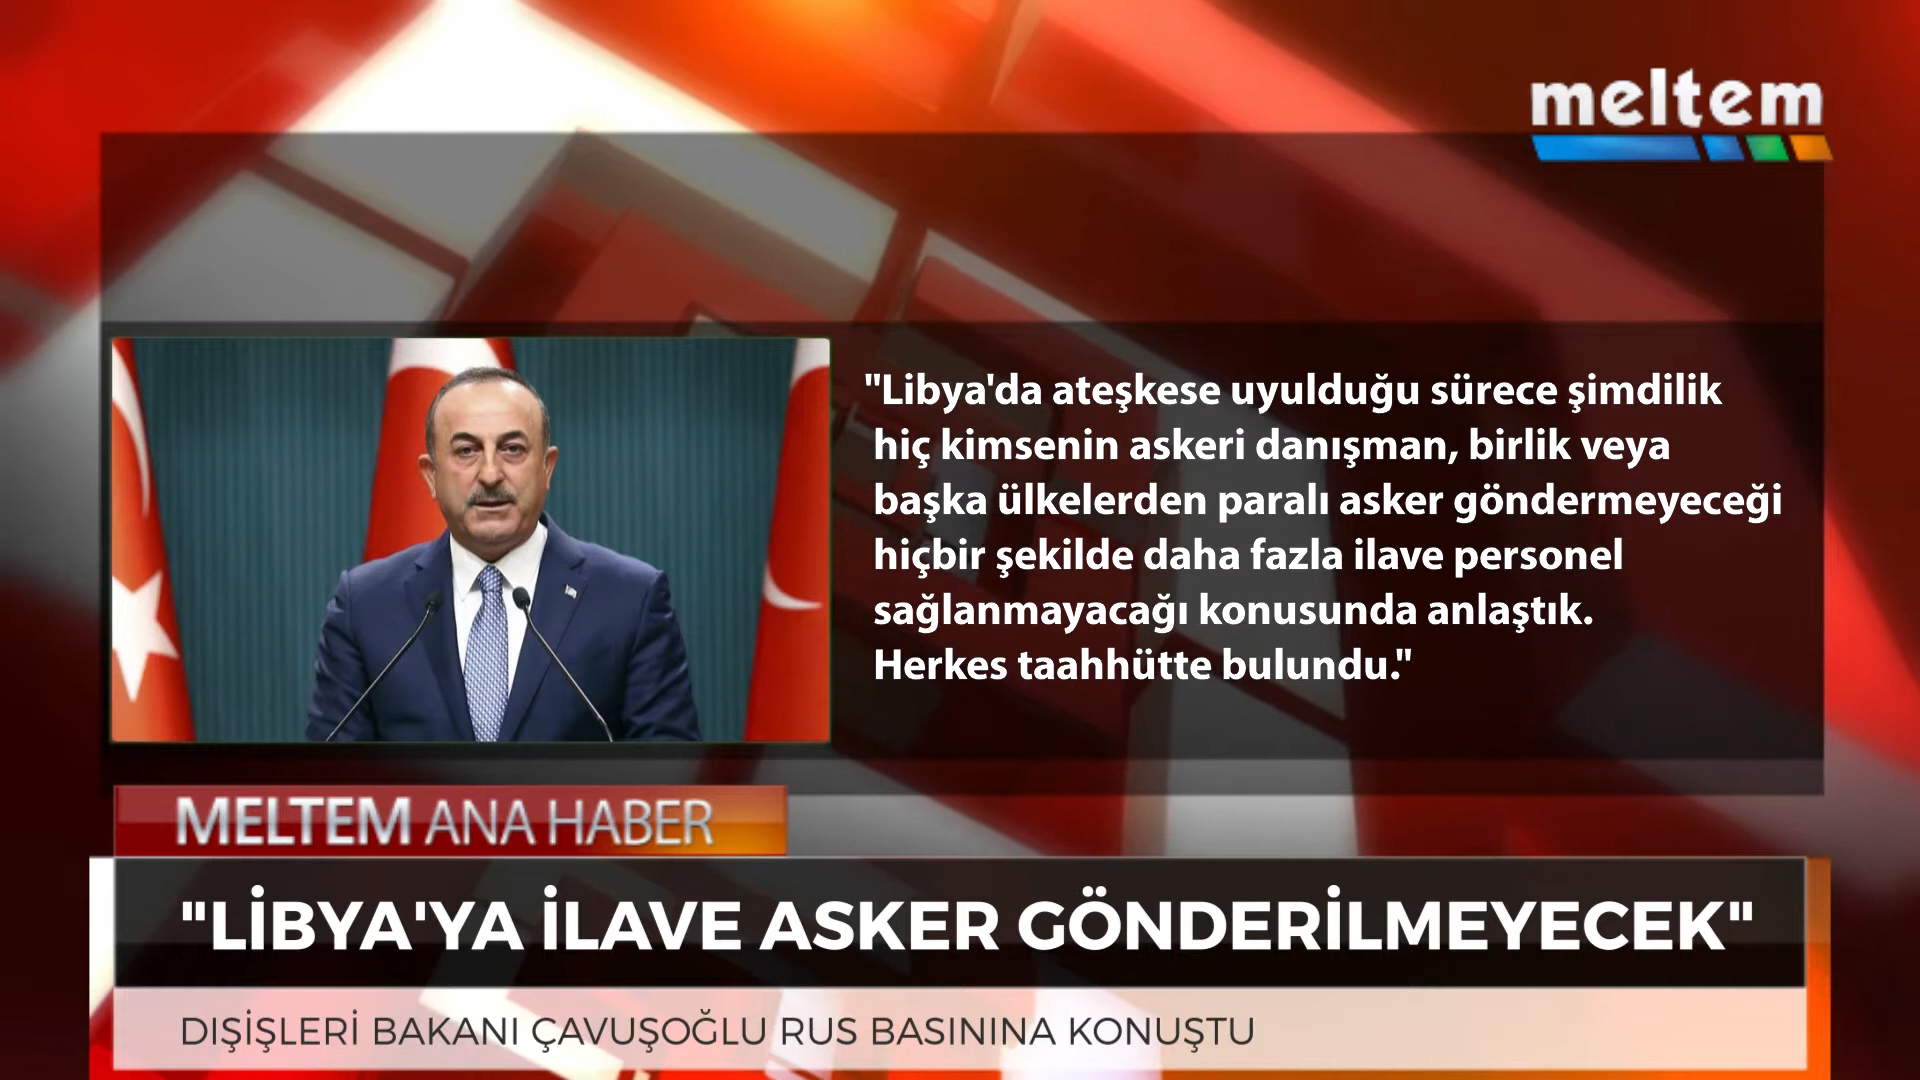 meltem
"Libya'da ateşkese uyulduğu sürece şimdilik
hiç kimsenin askeri danışman, birlik veya
başka ülkelerden paralı asker göndermeyeceği
hiçbir şekilde daha fazla ilave personel
sağlanmayacağı konusunda anlaştık.
Herkes taahhütte bulundu."
MELTEM ANA HABER
"LİBYA'YA İLAVE ASKER GÖNDERİLMEYECEK"
DIŞİŞLERİ BAKANI ÇAVUŞOĞLU RUS BASININA KONUŞTU